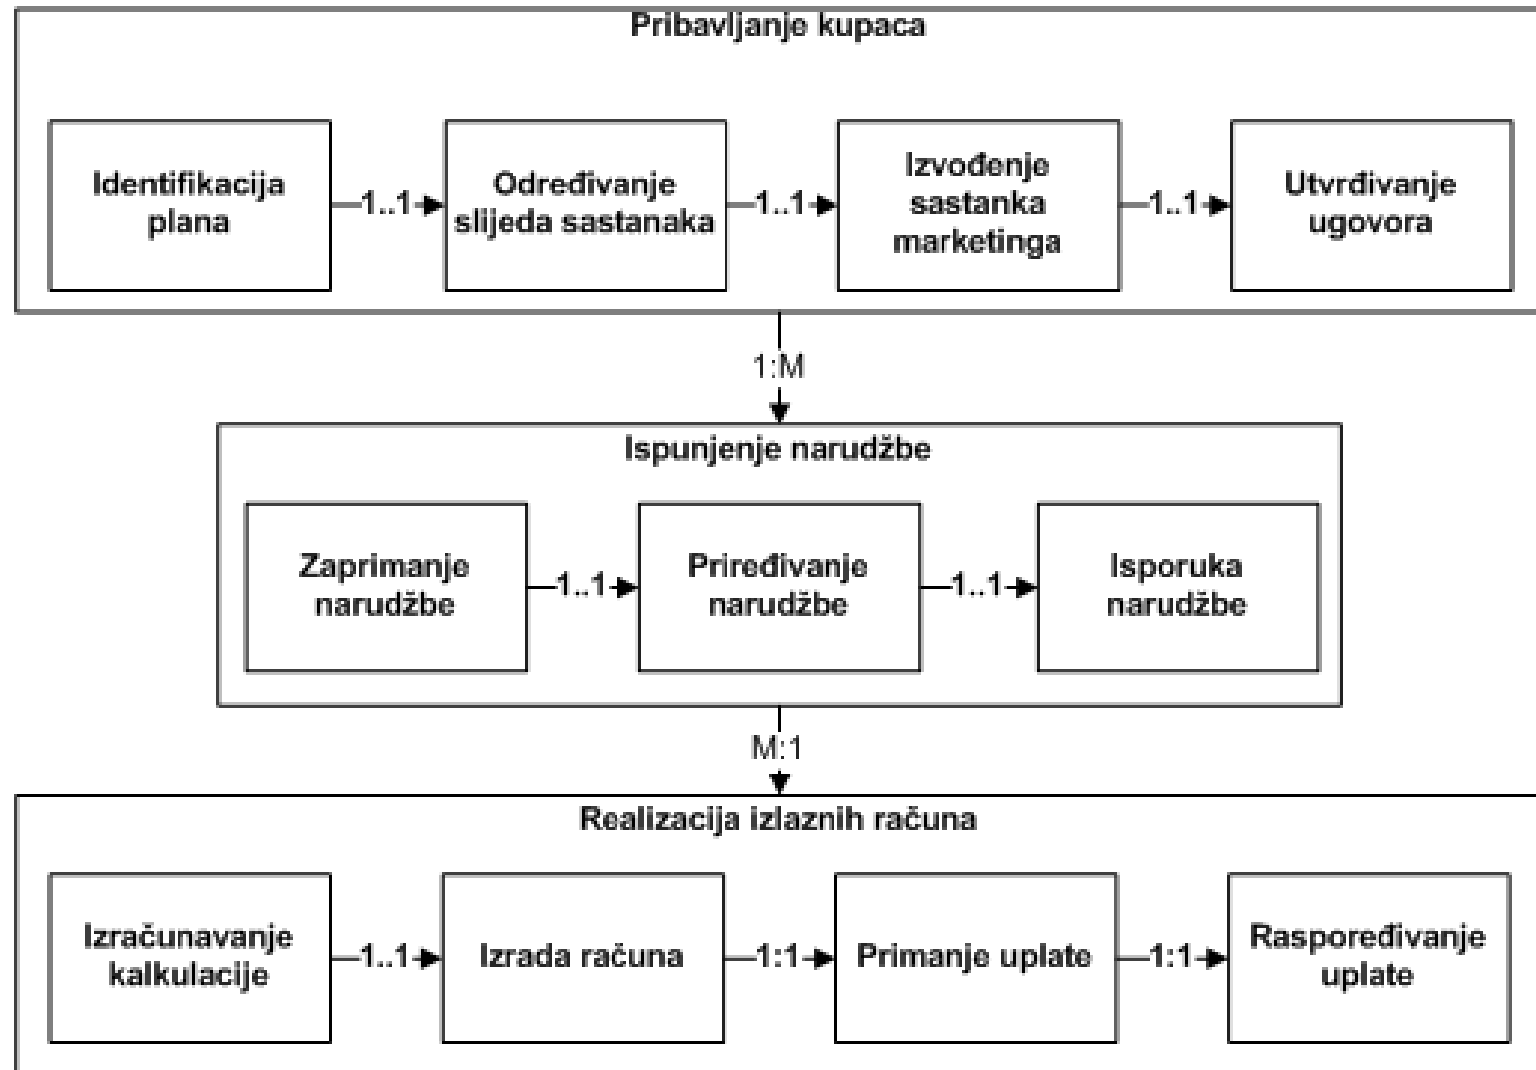 Pribavljanje kupaca
Identifikacija
plana
1..1
Određivanje
slijeda sastanaka
1..1
Izvođenje
sastanka
marketinga
1..1
Utvrđivanje
ugovora
1:M
Ispunjenje narudžbe
Zaprimanje
narudžbe
1..1
Priređivanje
narudžbe
1..1
Isporuka
narudžbe
M:1
Realizacija izlaznih računa
Izračunavanje
kalkulacije
1..1
Izrada računa
1:1
Primanje uplate
1:1
Raspoređivanje
uplate